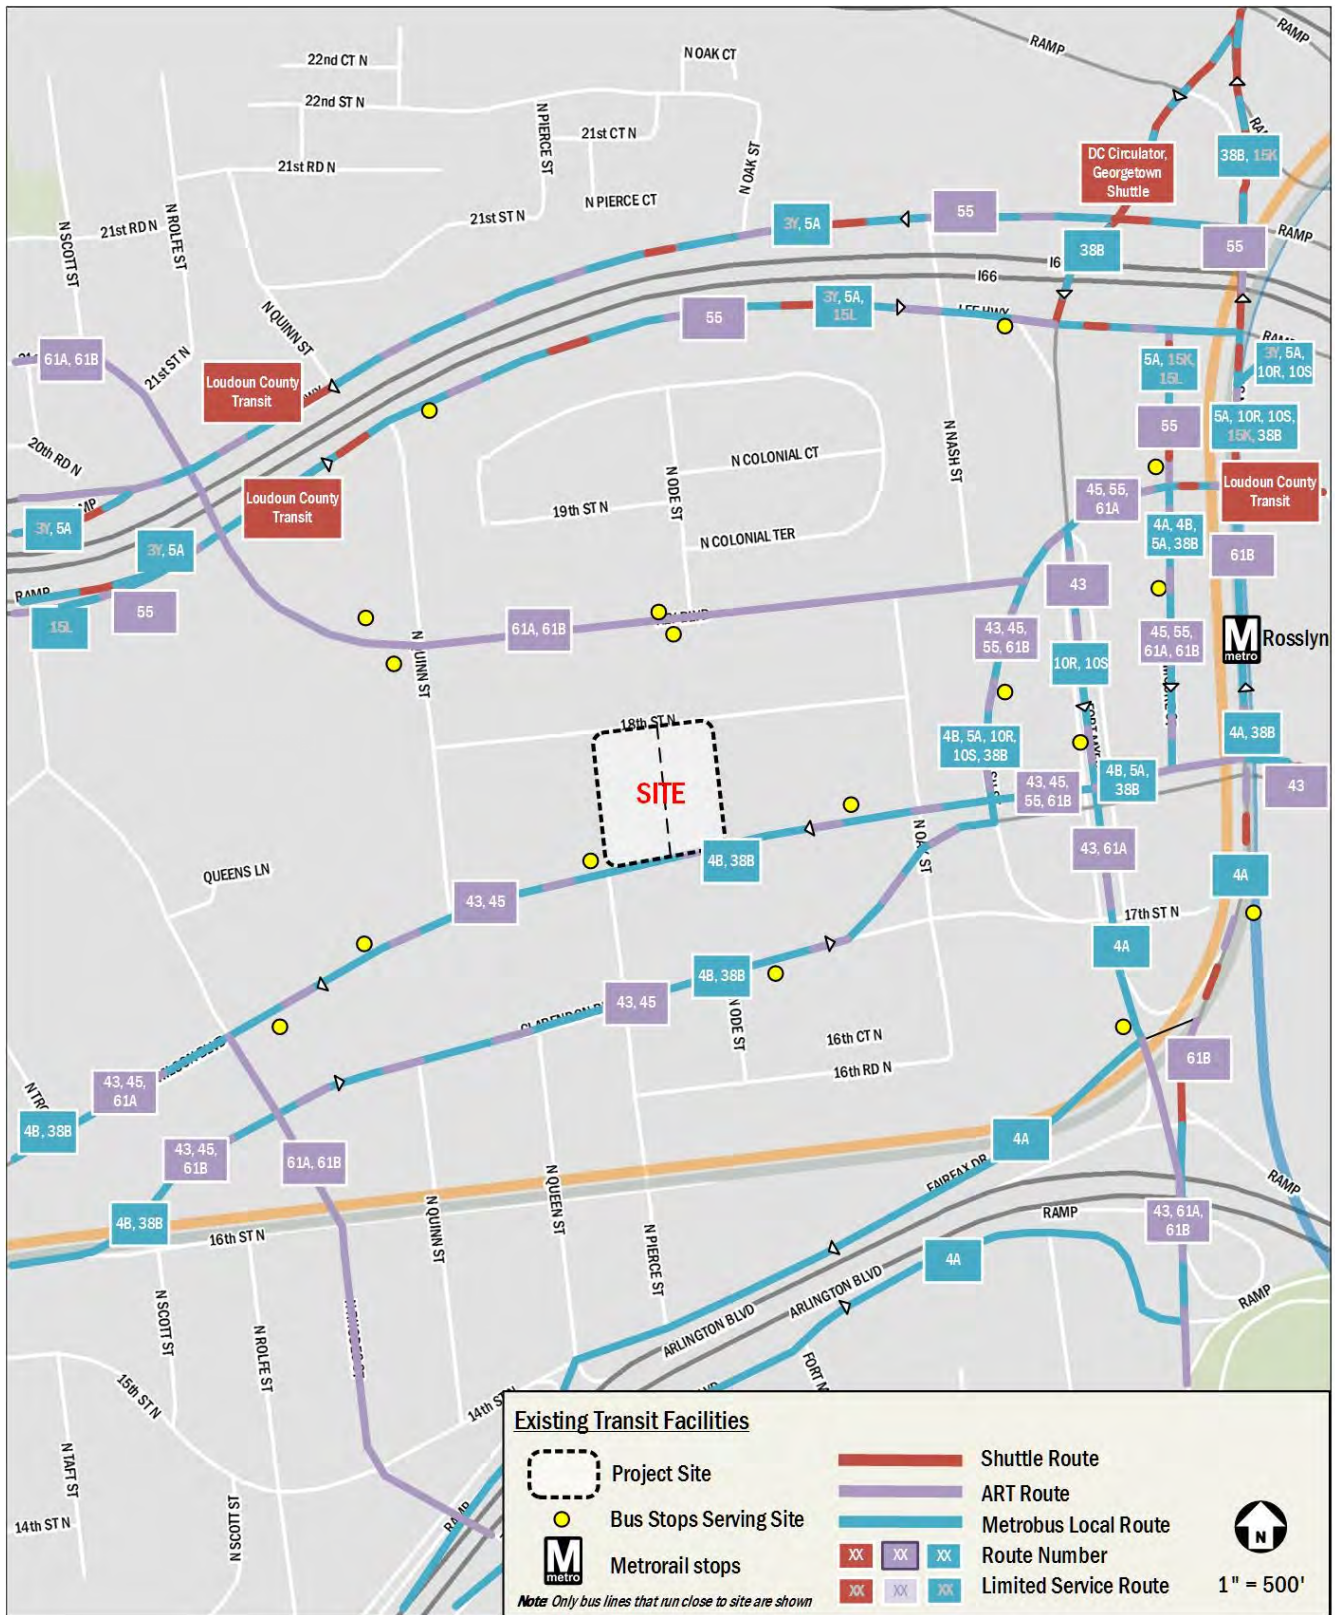 RAMP
RAMP
N OAK CT
22nd CT N
22nd ST N
N PIERCE ST
21st CT N
38B, 15K
DC Circulator,
Georgetown
Shuttle
21st RD N
N OAK ST
N PIERCE CT
55
21st ST N
3Y, 5A
N SCOTT ST
21st RD N
N ROLFE ST
RAMP
38B
55
I66
55
3Y, 5A,
15L
LEE HWY
N QUINN ST
61A, 61B
21st ST N
Loudoun County
Transit
5A, 15K,
15L
3Y, 5A,
10R, 10S
55
5A, 10R, 10S,
15K, 38B
20th RD N
N COLONIAL CT
N NASH ST
Loudoun County
Transit
N ODE ST
19th ST N
45, 55,
61A
Loudoun County
Transit
3Y, 5A
3Y, 5A
N COLONIAL TER
4A, 4B,
5A, 38B
61B
RAMP
55
15L
43
61A, 61B
43, 45,
55, 61B
45, 55,
61A, 61B
M
metro
Rosslyn
N QUINN ST
10R, 10S
18th ST N
4B, 5A, 10R,
10S, 38B
4A, 38B
SITE
43, 45,
55, 61B
4B, 5A,
38B
43
N OAK ST
43, 61A
4B, 38B
QUEENS LN
4A
43, 45
17th ST N
4A
4B, 38B
43, 45
N ODE ST
16th CT N
16th RD N
61B
43, 45,
61A
4B, 38B
43, 45,
61B
61A, 61B
4A
FAIRFAX DR
N QUEEN ST
RAMP
4B, 38B
N QUINN ST
16th ST N
N PIERCE ST
RAMP
43, 61A,
61B
4A
ARLINGTON BLVD
ARLINGTON BLVD
RAMP
N SCOTT ST
N ROLFE ST
15th ST N
14th ST N
N TAFT ST
N SCOTT ST
14th ST N
RAMP
Existing Transit Facilities
Project Site
Bus Stops Serving Site
M
metro
Metrorail stops
Note: Only bus lines that run close to site are shown
Shuttle Route
ART Route
Metrobus Local Route
XX XX XX Route Number
XX XX XX Limited Service Route
N
1" = 500'